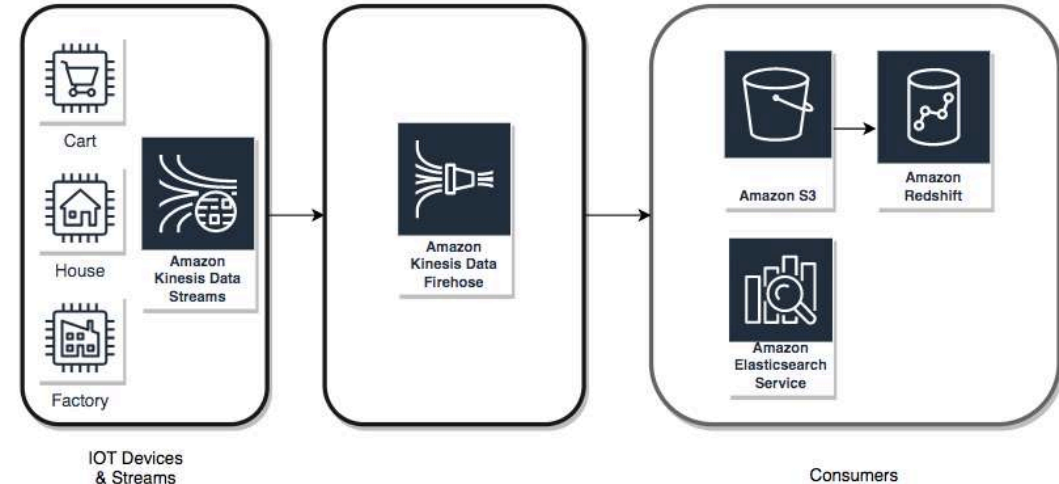 Cart
House
Factory
Amazon
Kinesis Data
Streams
IOT Devices
& Streams
Amazon
Kinesis Data
Firehose
Amazon S3
Amazon
Redshift
Amazon
Elasticsearch
Service
Consumers